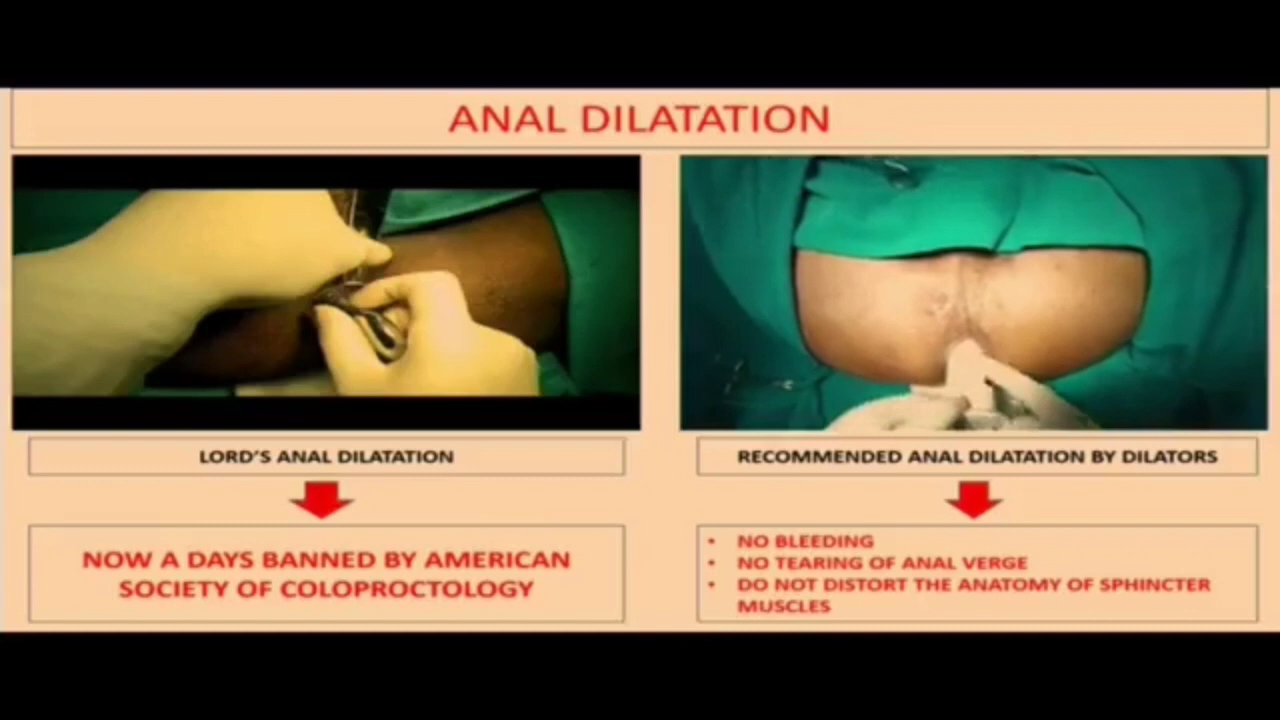 ANAL DILATATION
LORD'S ANAL DILATATION
RECOMMENDED ANAL DILATATION BY DILATORS
NOW A DAYS BANNED BY AMERICAN
SOCIETY OF COLOPROCTOLOGY
• NO BLEEDING
• NO TEARING OF ANAL VERGE
• DO NOT DISTORT THE ANATOMY OF SPHINCTER
MUSCLES